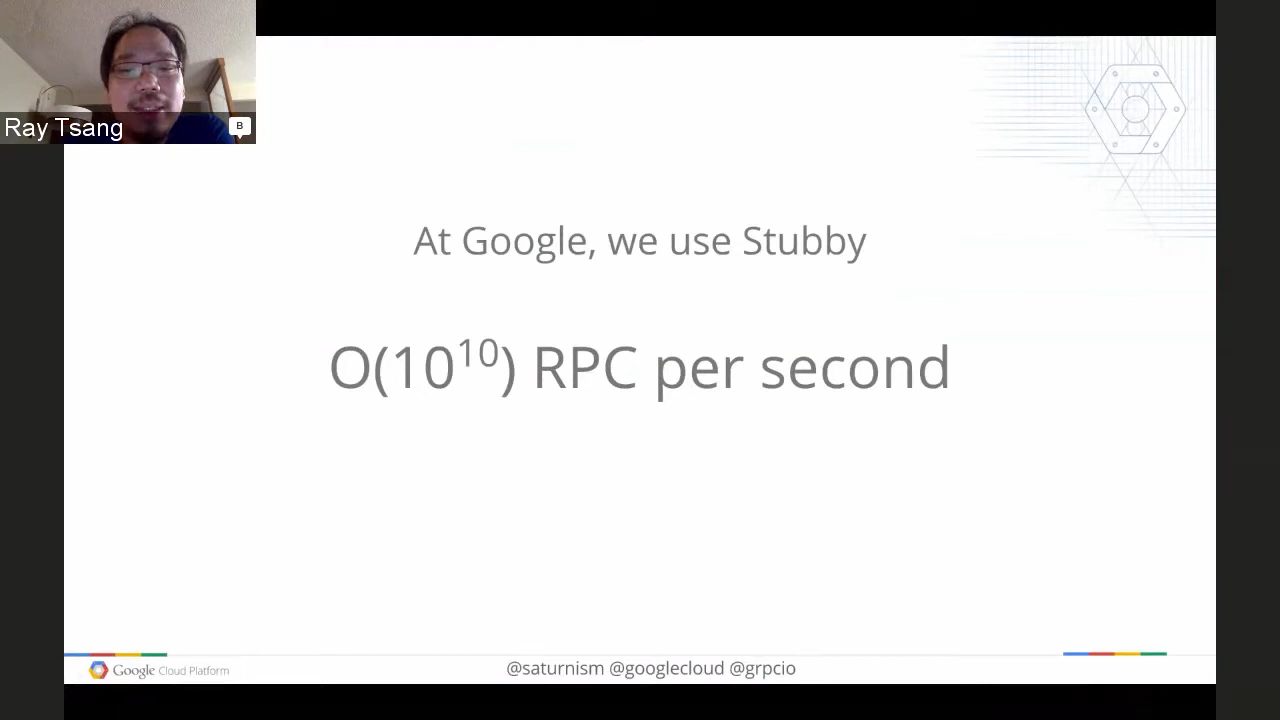 Ray Tsang
B
At Google, we use Stubby
O(10¹⁰) RPC per second
Google Cloud Platform
@saturnism @googlecloud @grpcio